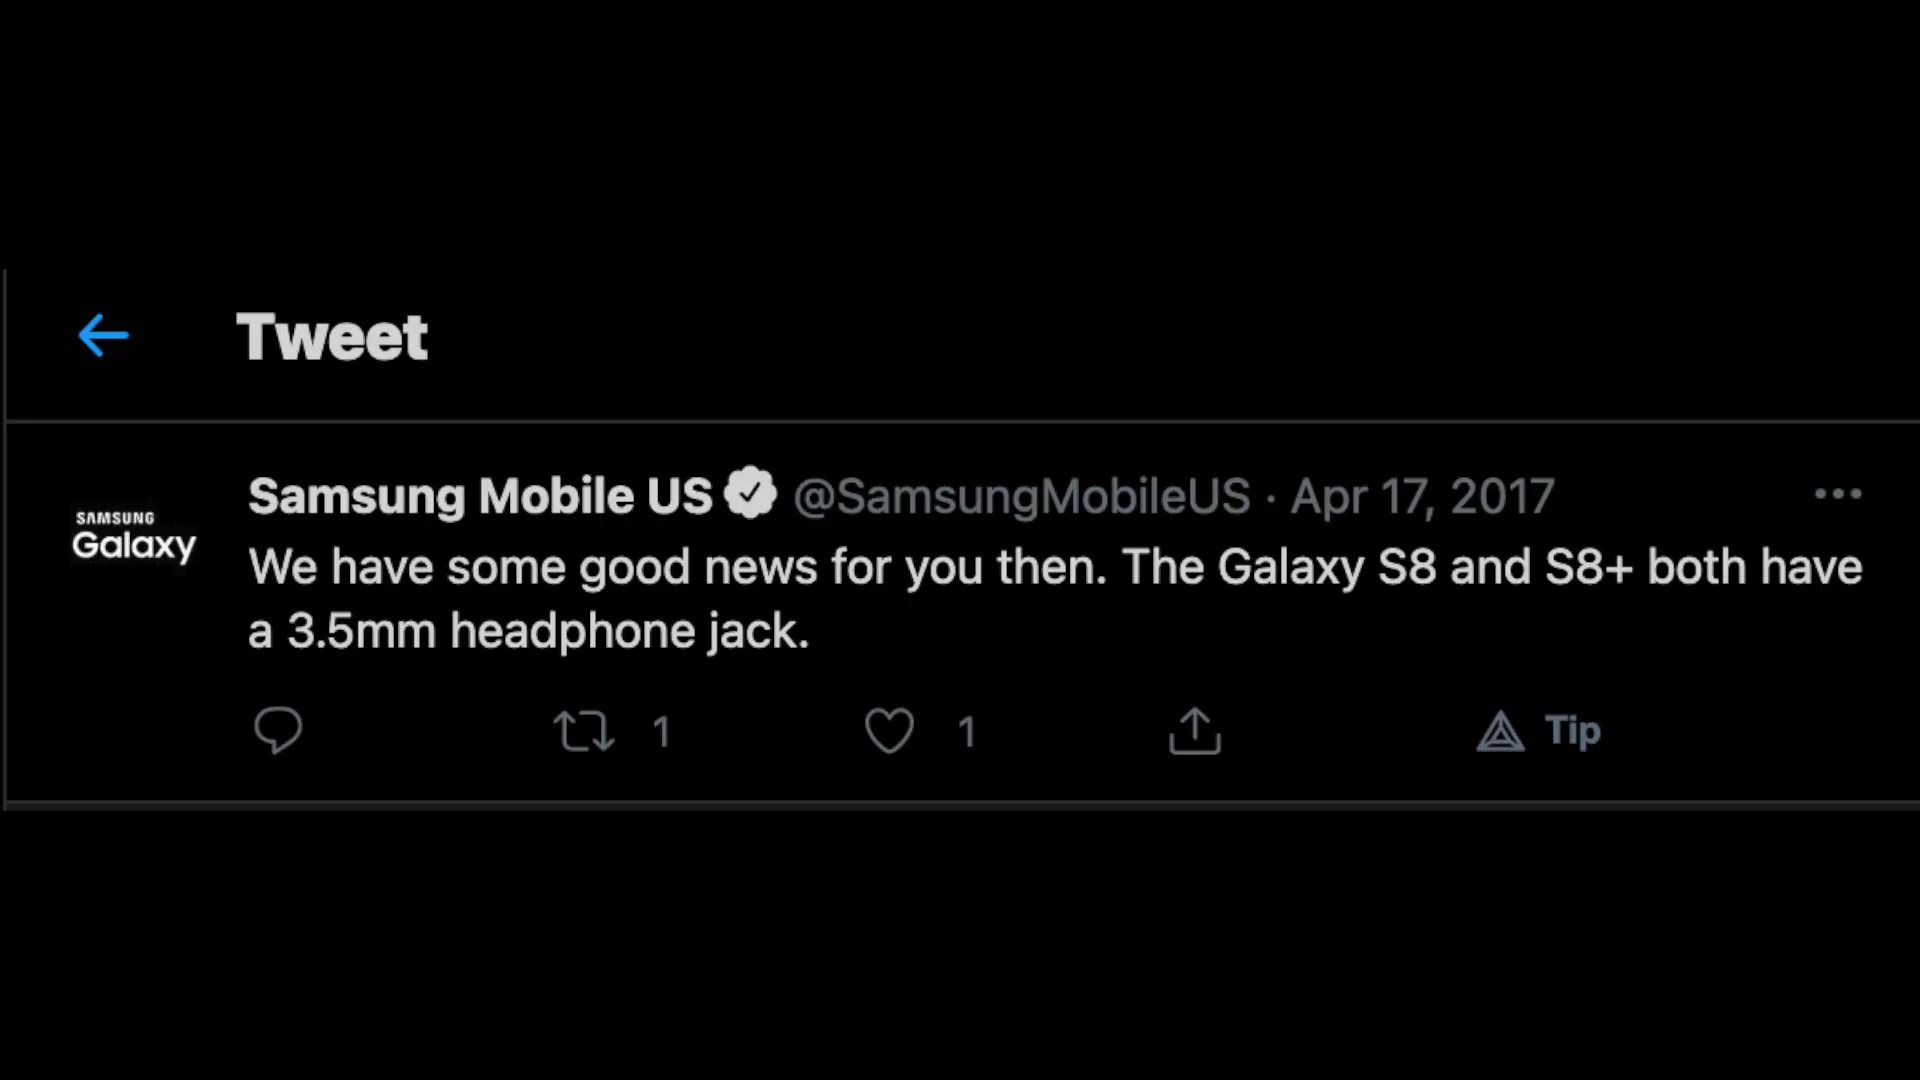 Tweet
Samsung Mobile US @SamsungMobileUS · Apr 17, 2017
SAMSUNG
Galaxy
We have some good news for you then. The Galaxy S8 and S8+ both have
a 3.5mm headphone jack.
1 1 Tip